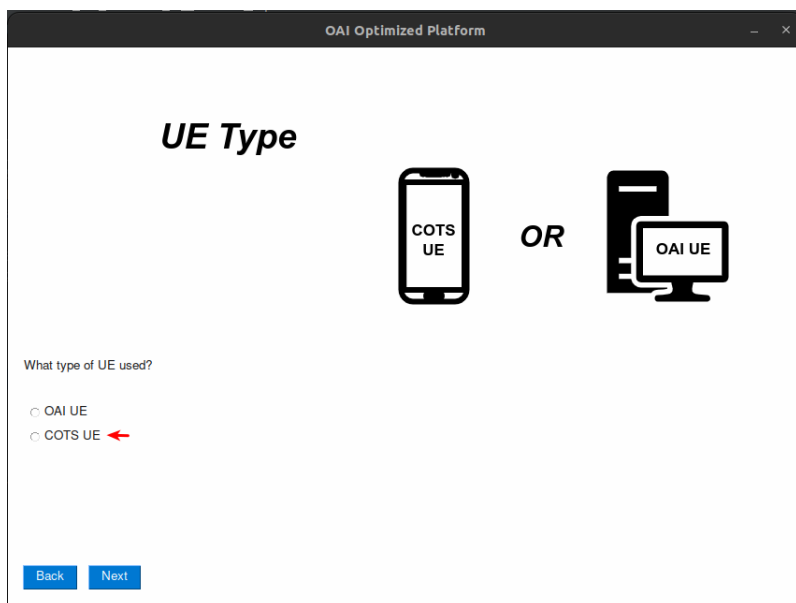 OAI Optimized Platform
UE Type
COTS
UE
OR
OAI UE
What type of UE used?
OAI UE
COTS UE
Back
Next